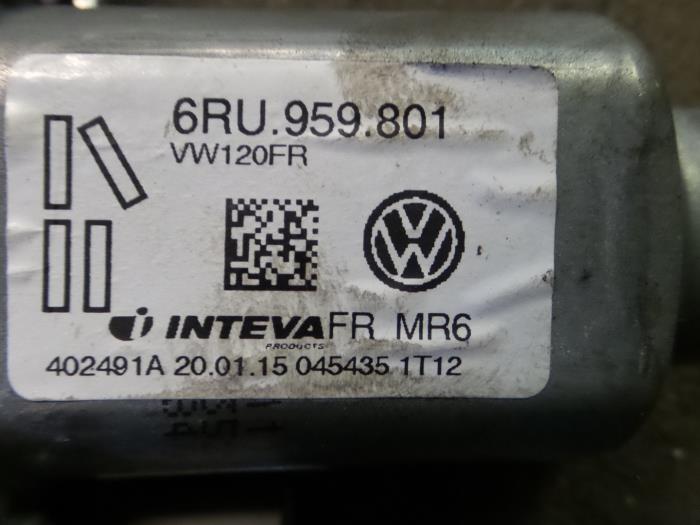 6RU.959.801
VW120FR
INTEVA FR MR6
PRODUCTS
402491A 20.01.15 045435 1T12